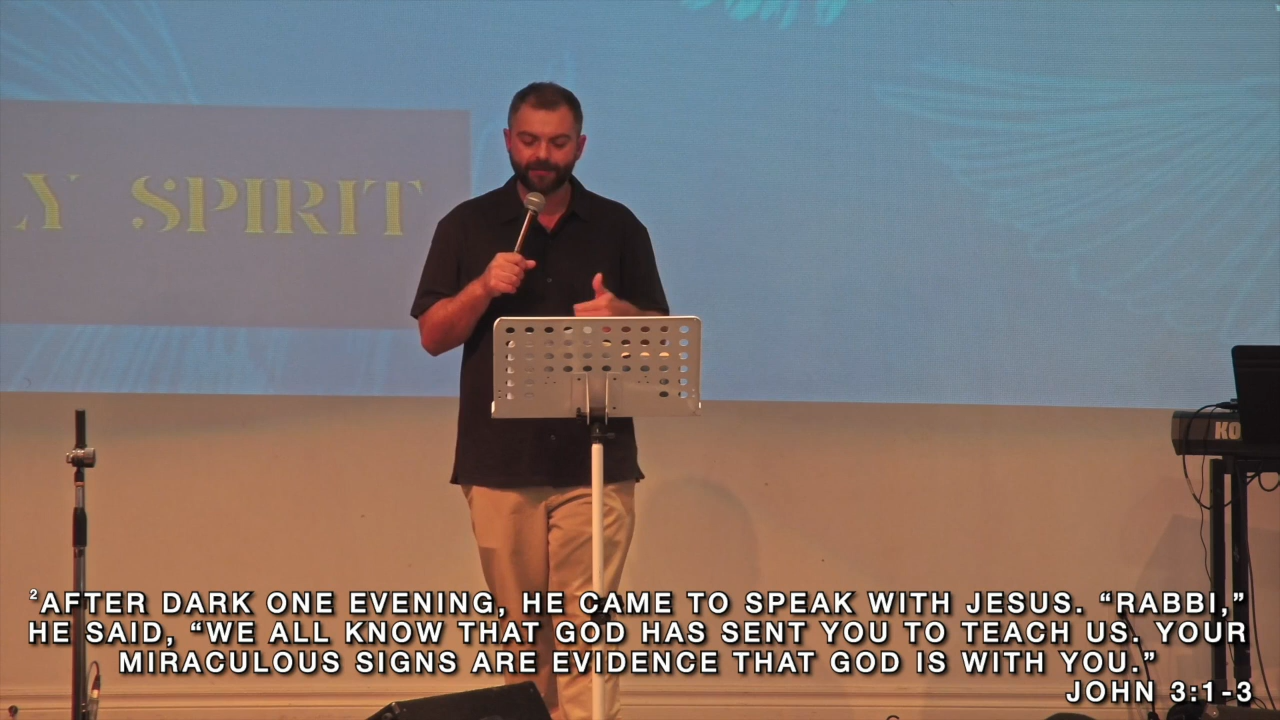 LY SPIRIT
KO
²AFTER DARK ONE EVENING, HE CAME TO SPEAK WITH JESUS. “RABBI,”
HE SAID, “WE ALL KNOW THAT GOD HAS SENT YOU TO TEACH US. YOUR
MIRACULOUS SIGNS ARE EVIDENCE THAT GOD IS WITH YOU.”
JOHN 3:1-3